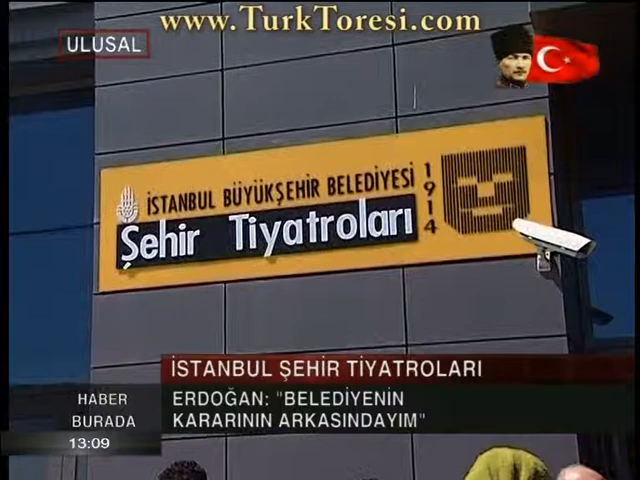 www.TurkToresi.com
ULUSAL
İSTANBUL BÜYÜKŞEHİR BELEDİYESİ
Şehir Tiyatroları
1914
İSTANBUL ŞEHİR TİYATROLARI
ERDOĞAN: "BELEDİYENİN
KARARININ ARKASINDAYIM"
HABER
BURADA
13:09